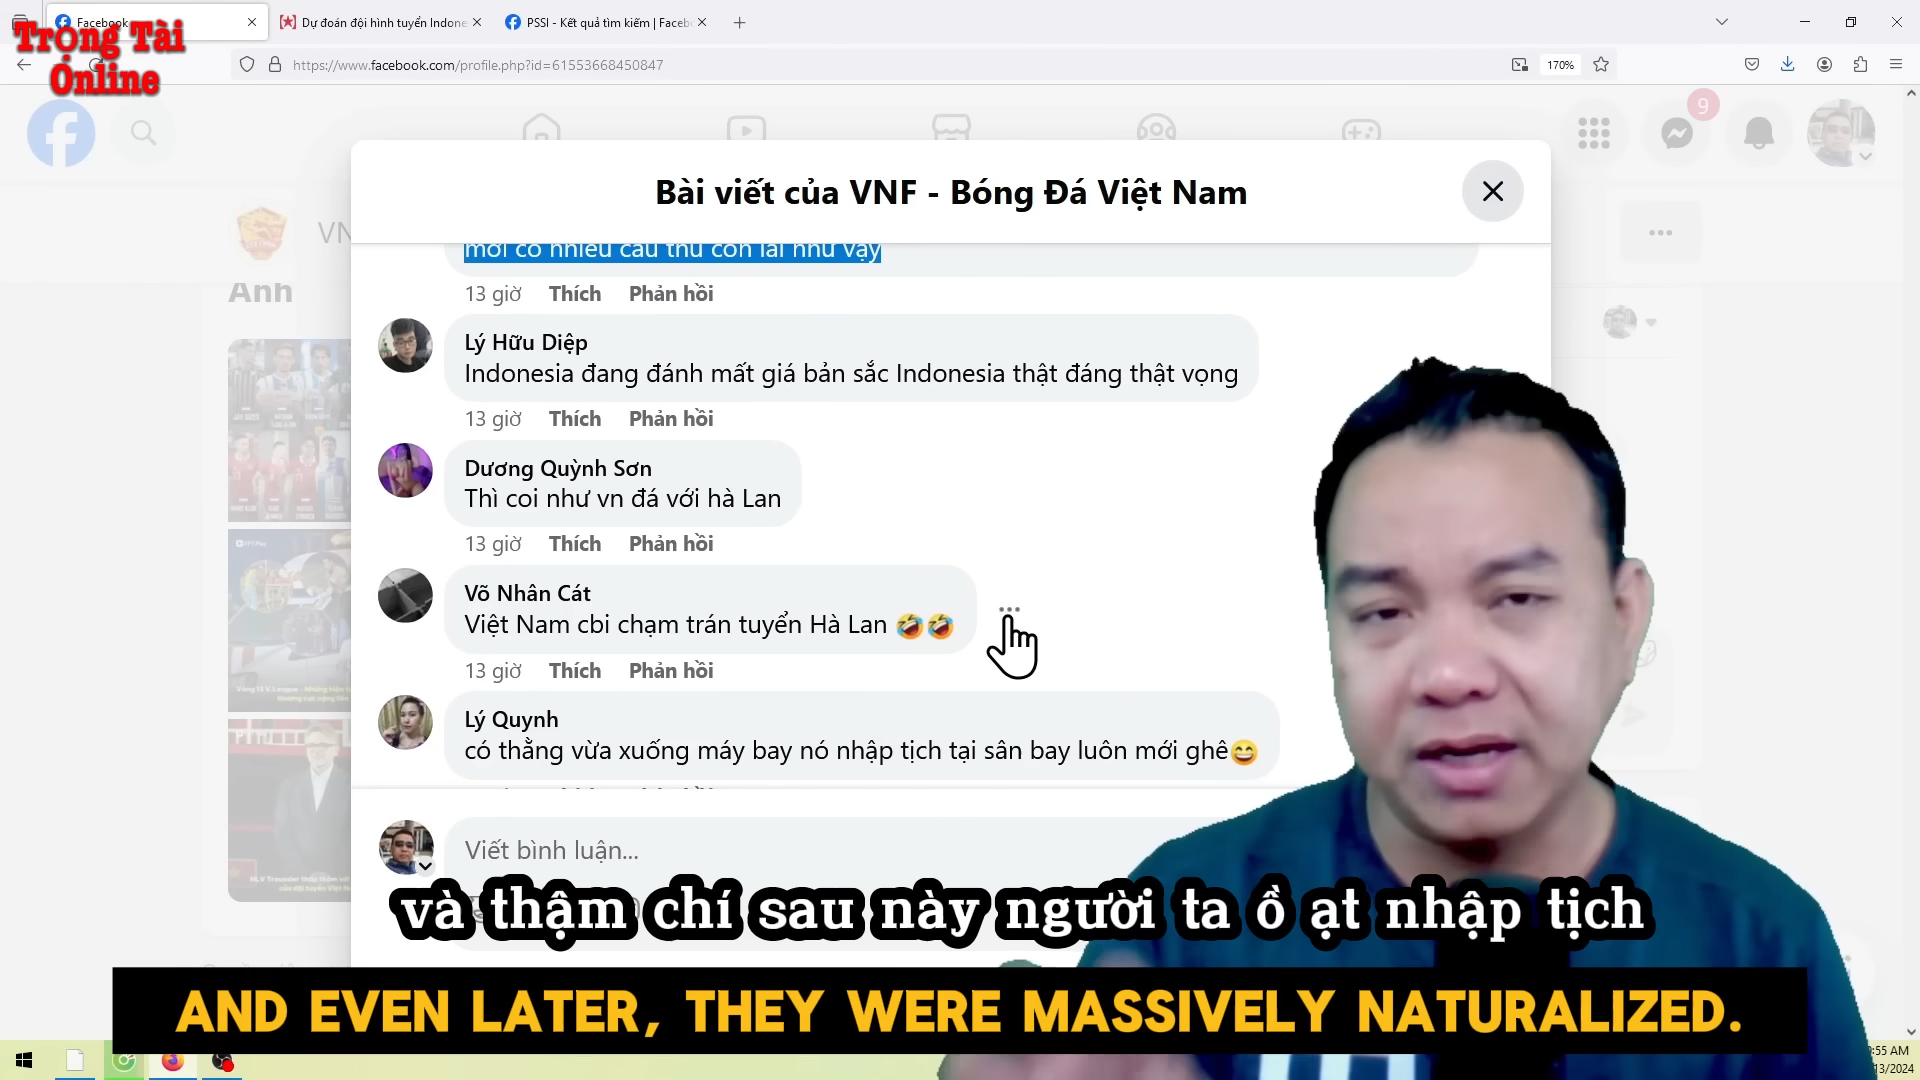 Facebook
Dự đoán đội hình tuyển Indone
PSSI - Kết quả tìm kiếm | Faceb
Trọng Tài
Online
https://www.facebook.com/profile.php?id=61553668450847
170%
9
Bài viết của VNF - Bóng Đá Việt Nam
VN
Ảnh
mới có nhiều cầu thủ con lai như vậy
13 giờ Thích Phản hồi
Lý Hữu Diệp
Indonesia đang đánh mất giá bản sắc Indonesia thật đáng thật vọng
13 giờ Thích Phản hồi
Dương Quỳnh Sơn
Thì coi như vn đá với hà Lan
13 giờ Thích Phản hồi
Võ Nhân Cát
Việt Nam cbi chạm trán tuyển Hà Lan 🤣🤣
13 giờ Thích Phản hồi
Lý Quynh
có thằng vừa xuống máy bay nó nhập tịch tại sân bay luôn mới ghê😄
Viết bình luận...
và thậm chí sau này người ta ồ ạt nhập tịch
AND EVEN LATER, THEY WERE MASSIVELY NATURALIZED.
:55 AM
13/2024